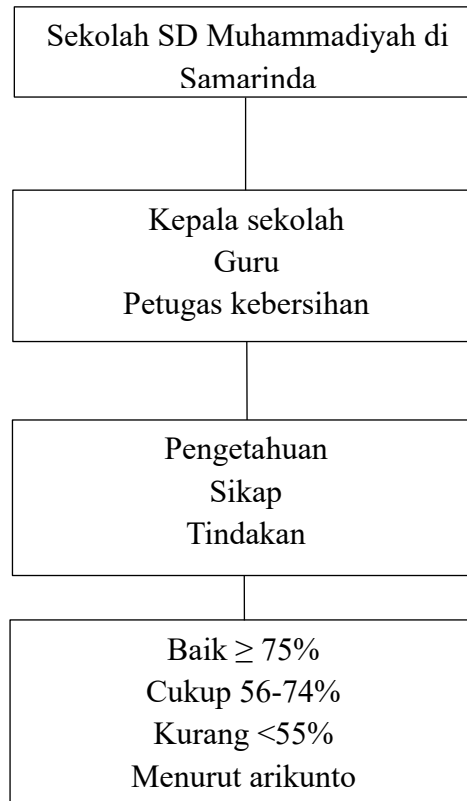 Sekolah SD Muhammadiyah di
Samarinda
Kepala sekolah
Guru
Petugas kebersihan
Pengetahuan
Sikap
Tindakan
Baik ≥ 75%
Cukup 56-74%
Kurang <55%
Menurut arikunto